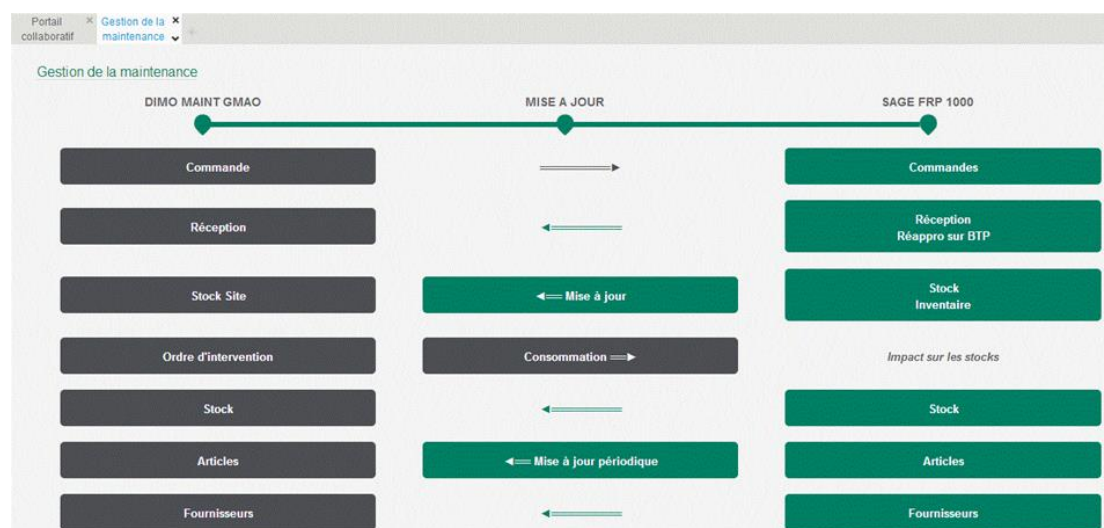 Portail
collaboratif
Gestion de la
maintenance
Gestion de la maintenance
DIMO MAINT GMAO
MISE A JOUR
SAGE FRP 1000
Commande
Commandes
Réception
Réception
Réappro sur BTP
Stock Site
Mise à jour
Stock
Inventaire
Ordre d'intervention
Consommation
Impact sur les stocks
Stock
Stock
Articles
Mise à jour périodique
Articles
Fournisseurs
Fournisseurs